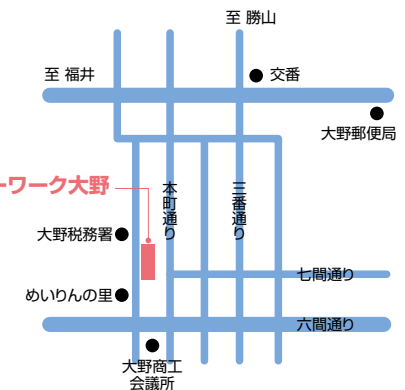 至 勝山
至 福井
交番
大野郵便局
ーワーク大野
本町通り
三番通り
大野税務署
七間通り
めいりんの里
六間通り
大野商工
会議所